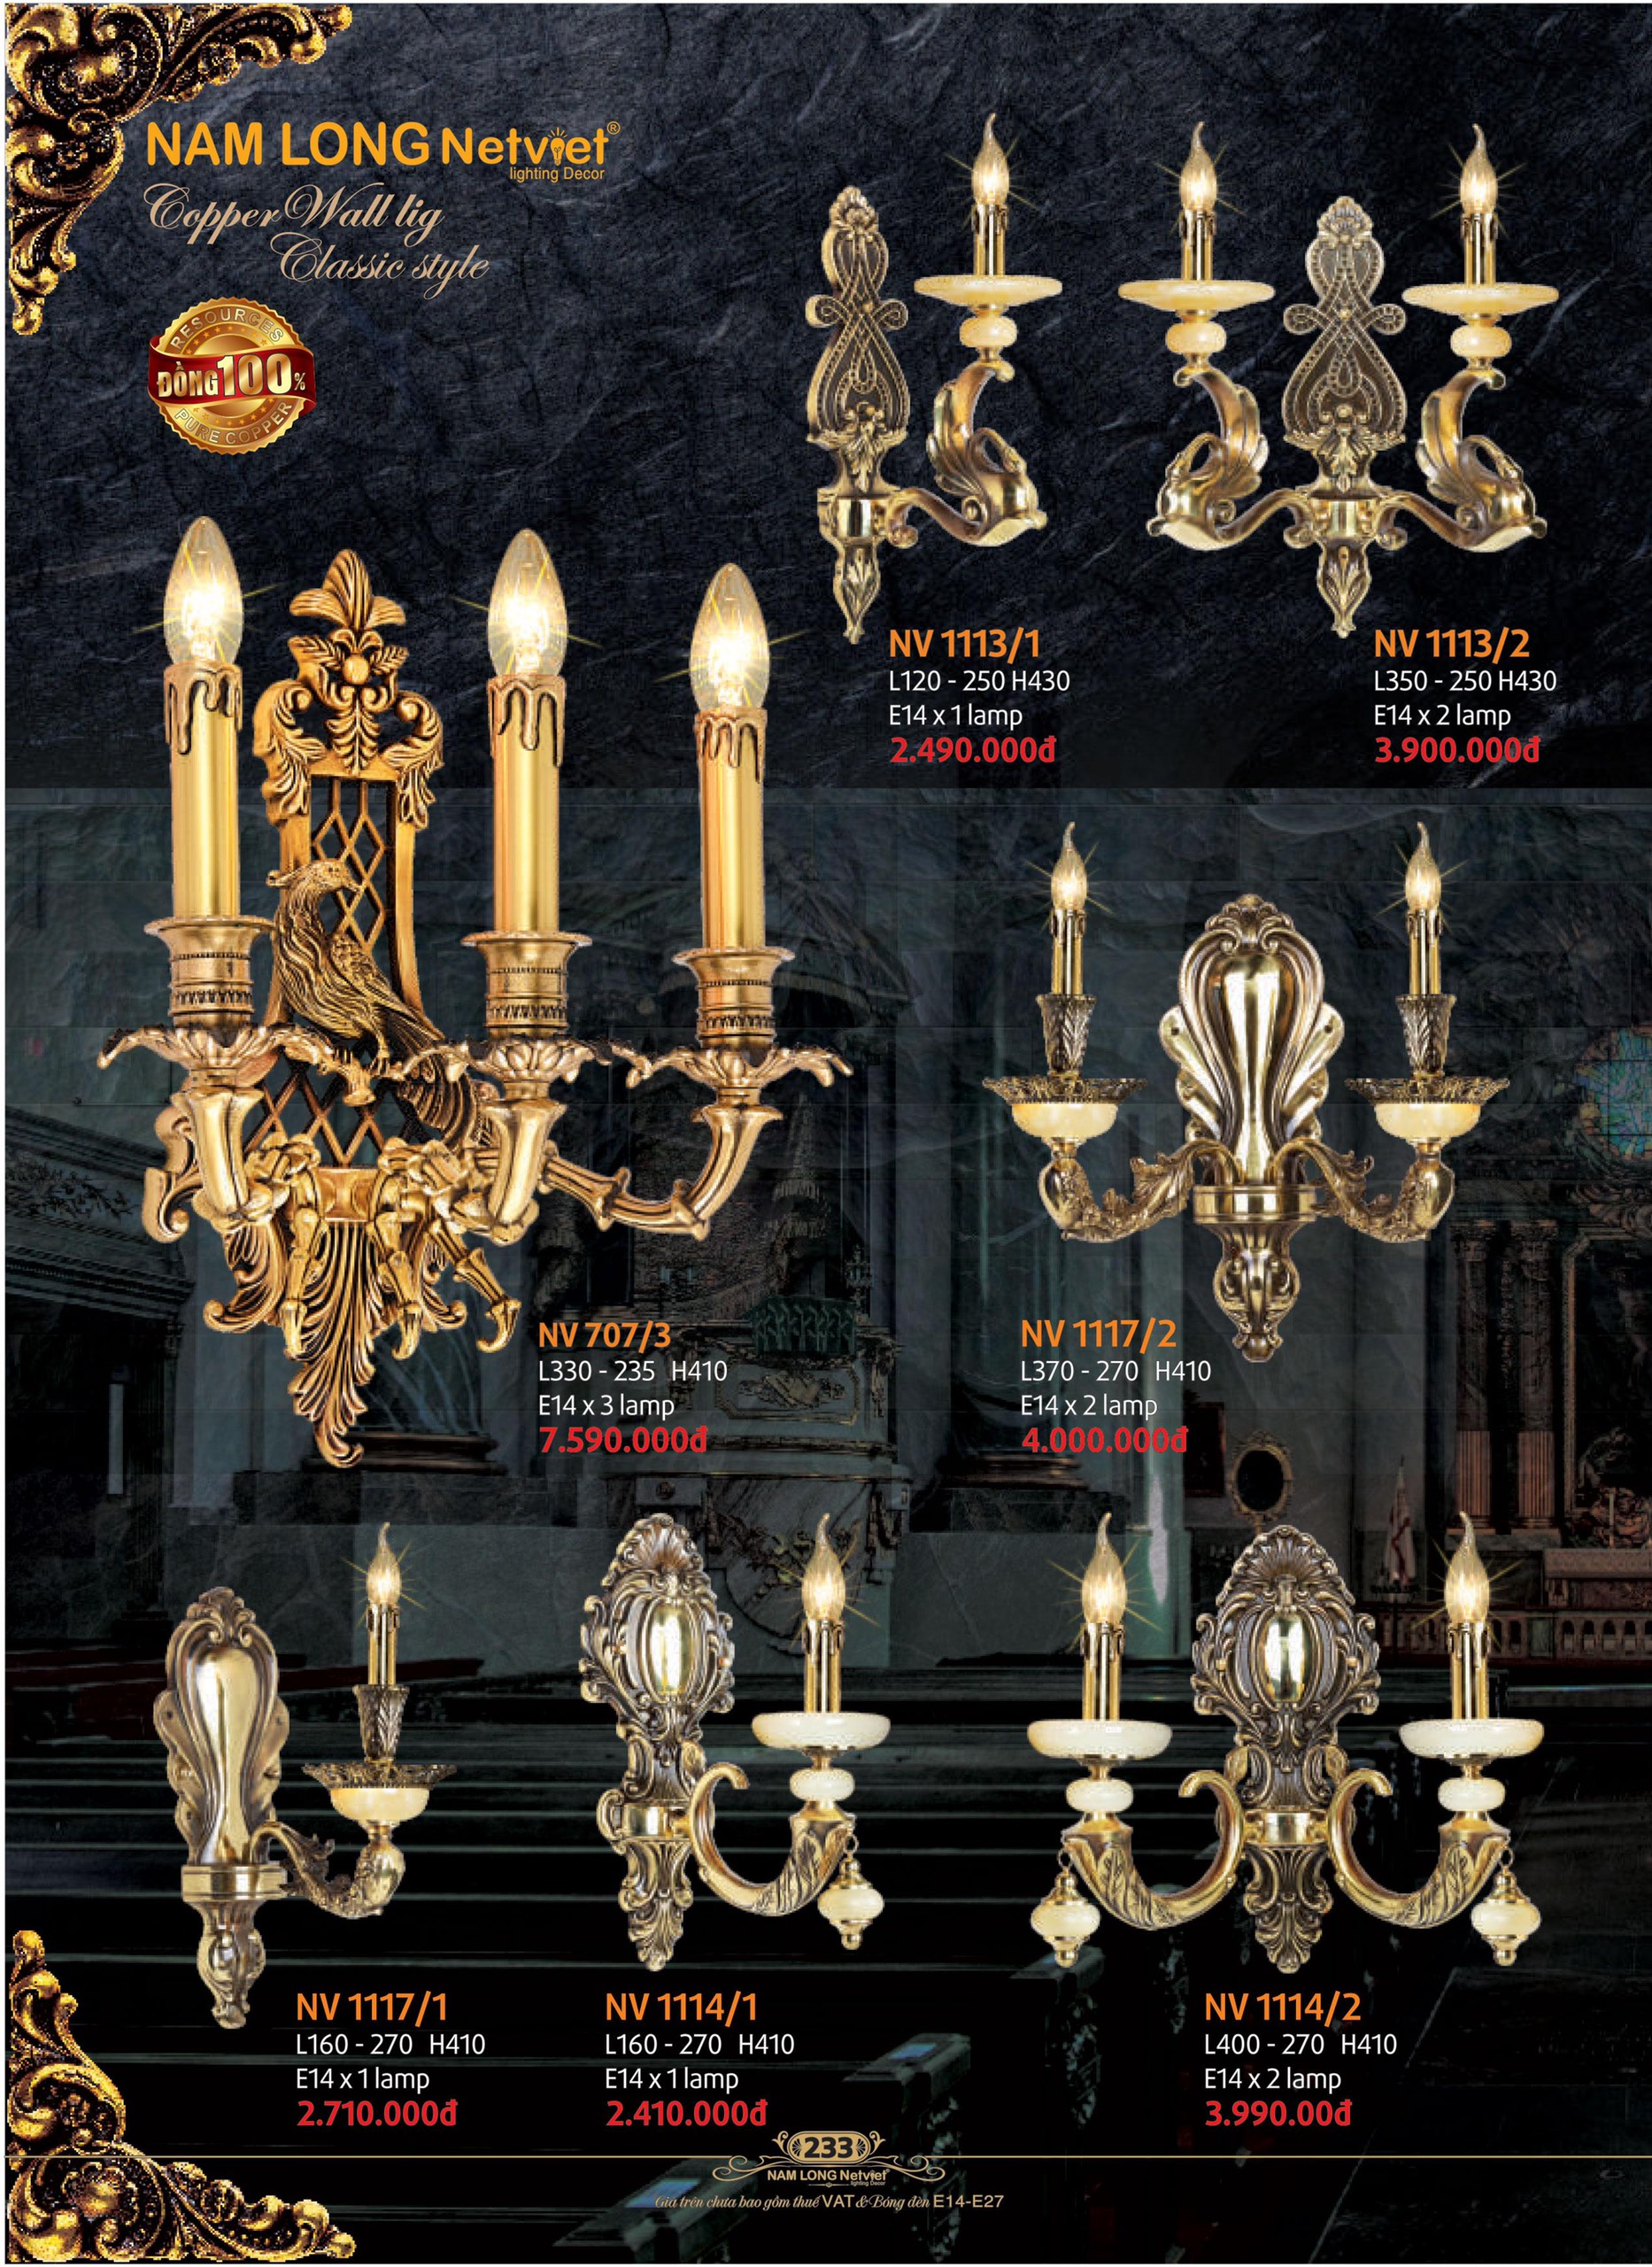 NAM LONG Netviet®
lighting Decor
Copper Wall lig
Classic style
RESOURCES
ĐỒNG 100%
PURE COPPER
NV 1113/1
L120 - 250 H430
E14 x 1 lamp
2.490.000đ
NV 1113/2
L350 - 250 H430
E14 x 2 lamp
3.900.000đ
NV 707/3
L330 - 235 H410
E14 x 3 lamp
7.590.000đ
NV 1117/2
L370 - 270 H410
E14 x 2 lamp
4.000.000đ
NV 1117/1
L160 - 270 H410
E14 x 1 lamp
2.710.000đ
NV 1114/1
L160 - 270 H410
E14 x 1 lamp
2.410.000đ
NV 1114/2
L400 - 270 H410
E14 x 2 lamp
3.990.00đ
233
NAM LONG Netviet
lighting Decor
Giá trên chưa bao gồm thuế VAT & Bóng đèn E14-E27